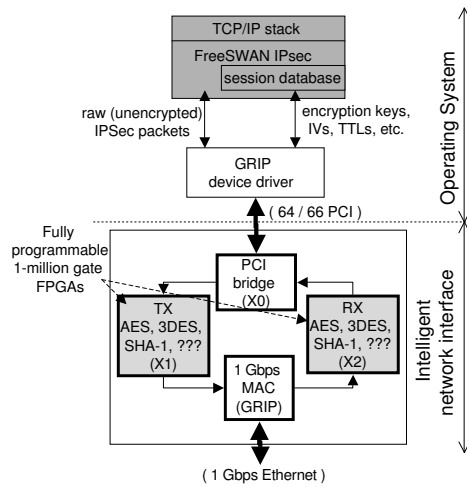 TCP/IP stack
FreeSWAN IPsec
session database
raw (unencrypted)
IPSec packets
encryption keys,
IVs, TTLs, etc.
GRIP
device driver
Operating System
( 64 / 66 PCI )
Fully
programmable
1-million gate
FPGAs
PCI
bridge
(X0)
TX
AES, 3DES,
SHA-1, ???
(X1)
RX
AES, 3DES,
SHA-1, ???
(X2)
1 Gbps
MAC
(GRIP)
Intelligent
network interface
( 1 Gbps Ethernet )